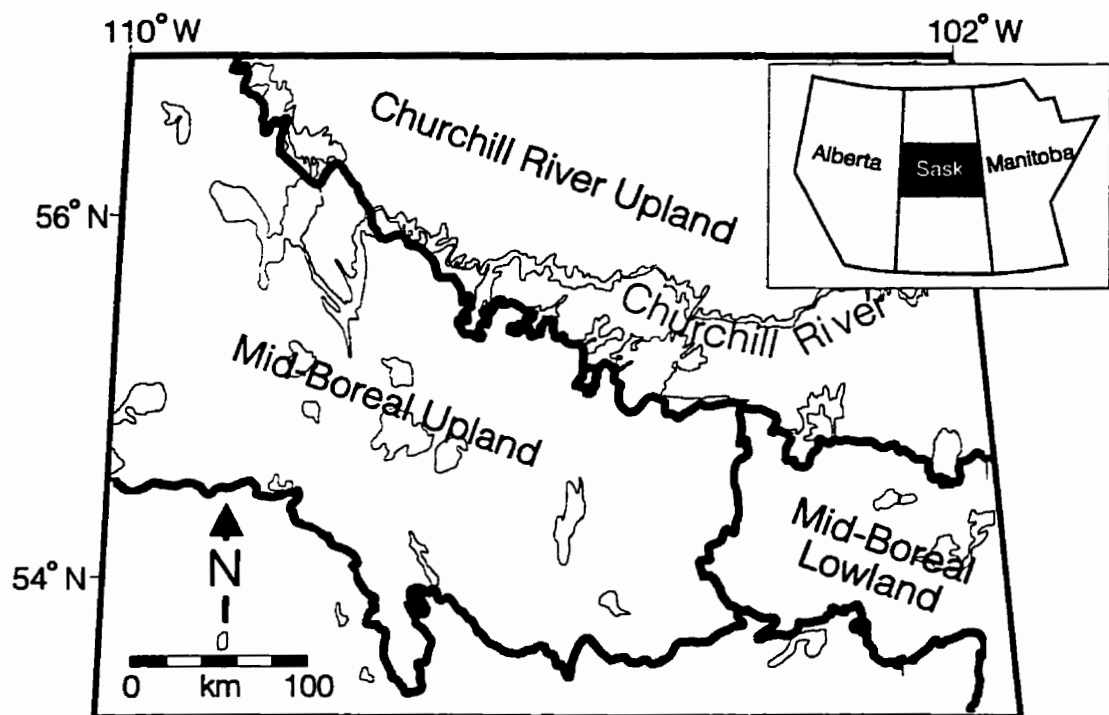 110° W
102° W
Churchill River Upland
Alberta
Sask
Manitoba
56° N
Churchill River
Mid-Boreal Upland
Mid-Boreal
Lowland
54° N
N
0 km 100